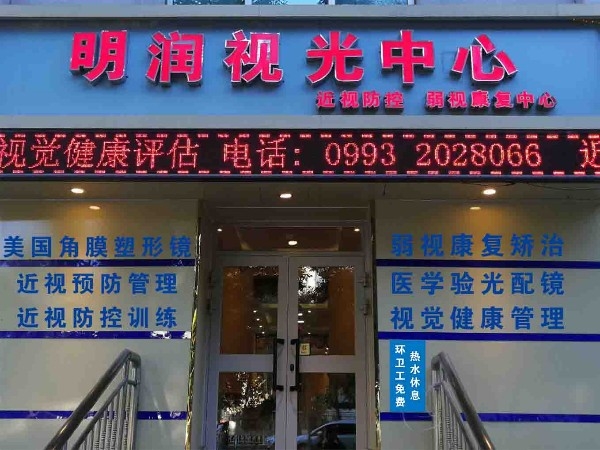 明润视光中心
近视防控 弱视康复中心
视觉健康评估 电话: 0993 2028066 近
美国角膜塑形镜
近视预防管理
近视防控训练
弱视康复矫治
医学验光配镜
视觉健康管理
环卫工免费
热水休息